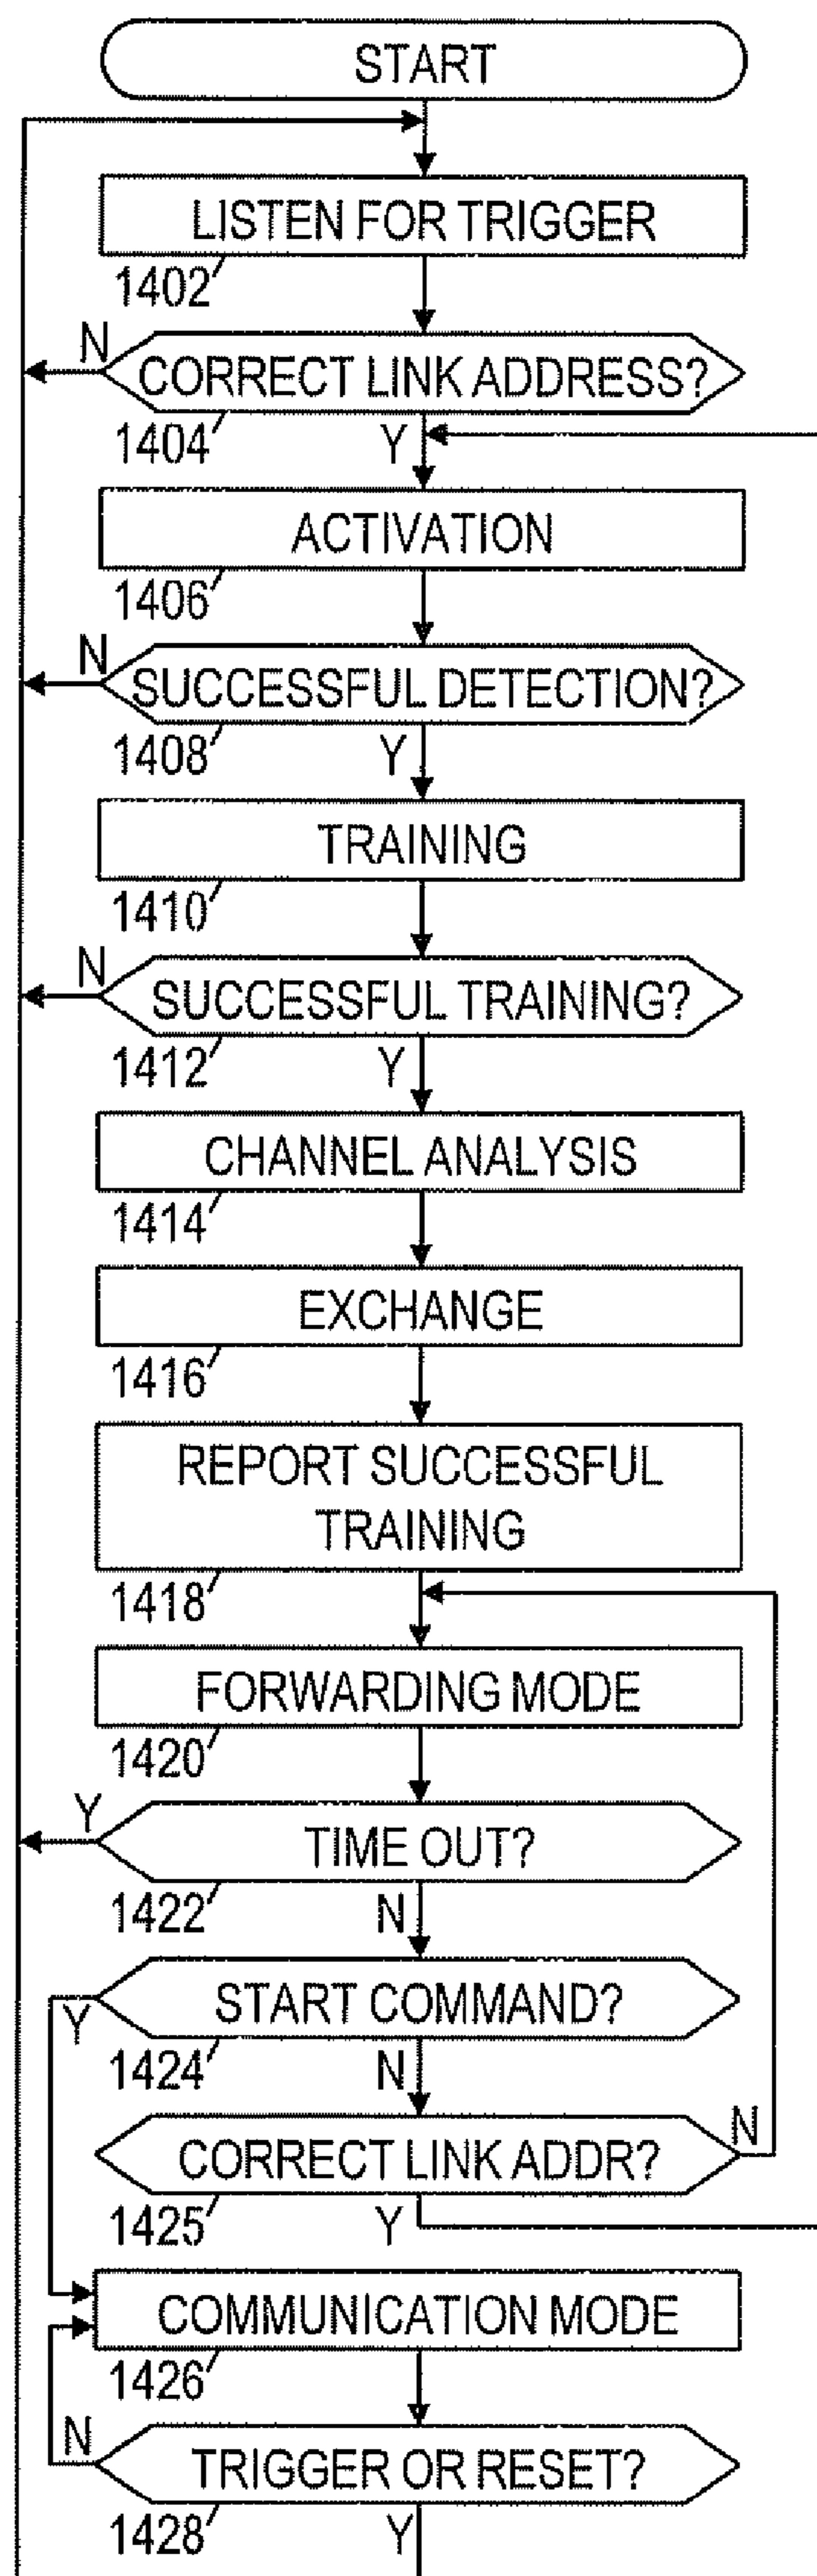 START
LISTEN FOR TRIGGER
1402
N
CORRECT LINK ADDRESS?
1404
Y
ACTIVATION
1406
N
SUCCESSFUL DETECTION?
1408
Y
TRAINING
1410
N
SUCCESSFUL TRAINING?
1412
Y
CHANNEL ANALYSIS
1414
EXCHANGE
1416
REPORT SUCCESSFUL
TRAINING
1418
FORWARDING MODE
1420
Y
TIME OUT?
1422
N
START COMMAND?
Y
1424
N
CORRECT LINK ADDR?
N
1425
Y
COMMUNICATION MODE
1426
N
TRIGGER OR RESET?
1428
Y